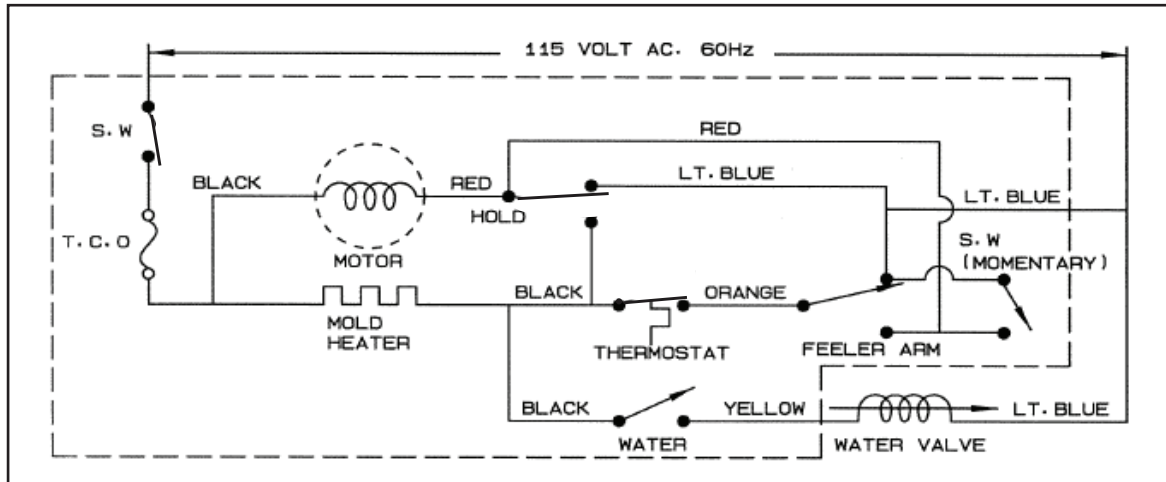 115 VOLT AC. 60Hz
S.W
RED
BLACK
RED
LT.BLUE
LT.BLUE
HOLD
T.C.O
S.W
(MOMENTARY)
MOTOR
BLACK
ORANGE
MOLD
HEATER
THERMOSTAT
FEELER ARM
BLACK
YELLOW
LT.BLUE
WATER
WATER VALVE